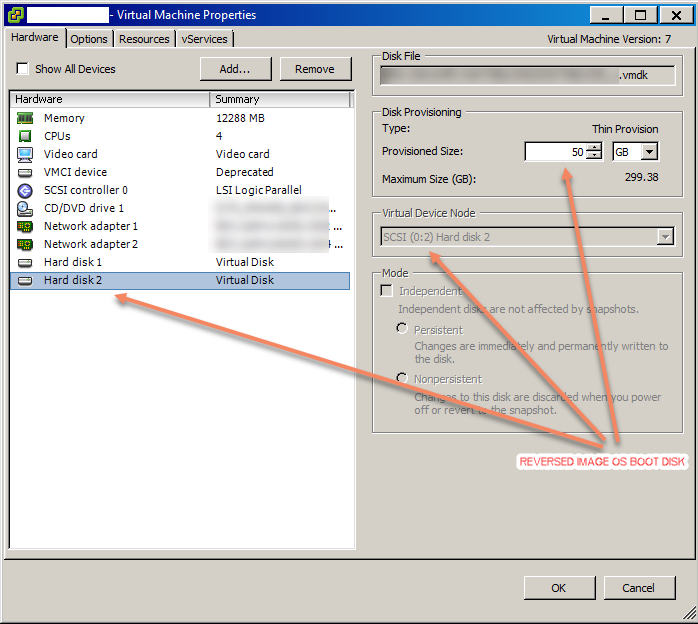 - Virtual Machine Properties
Hardware Options Resources vServices
Virtual Machine Version: 7
Show All Devices
Add...
Remove
Hardware Summary
Memory 12288 MB
CPUs 4
Video card Video card
VMCI device Deprecated
SCSI controller 0 LSI Logic Parallel
CD/DVD drive 1 ...
Network adapter 1 ...
Network adapter 2 ...
Hard disk 1 Virtual Disk
Hard disk 2 Virtual Disk
Disk File
.vmdk
Disk Provisioning
Type: Thin Provision
Provisioned Size: 50 GB
Maximum Size (GB): 299.38
Virtual Device Node
SCSI (0:2) Hard disk 2
Mode
Independent
Independent disks are not affected by snapshots.
Persistent
Changes are immediately and permanently written to
the disk.
Nonpersistent
Changes to this disk are discarded when you power
off or revert to the snapshot.
REVERSED IMAGE OS BOOT DISK
OK
Cancel